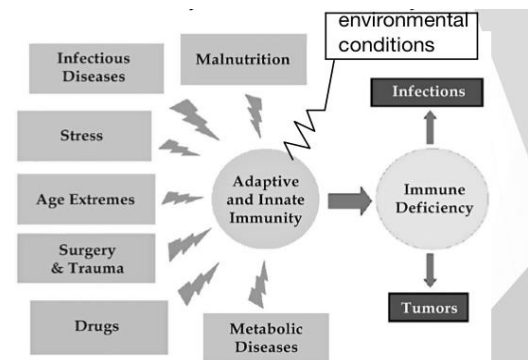 environmental
conditions
Infectious
Diseases
Malnutrition
Stress
Age Extremes
Surgery
& Trauma
Drugs
Metabolic
Diseases
Adaptive
and Innate
Immunity
Immune
Deficiency
Infections
Tumors